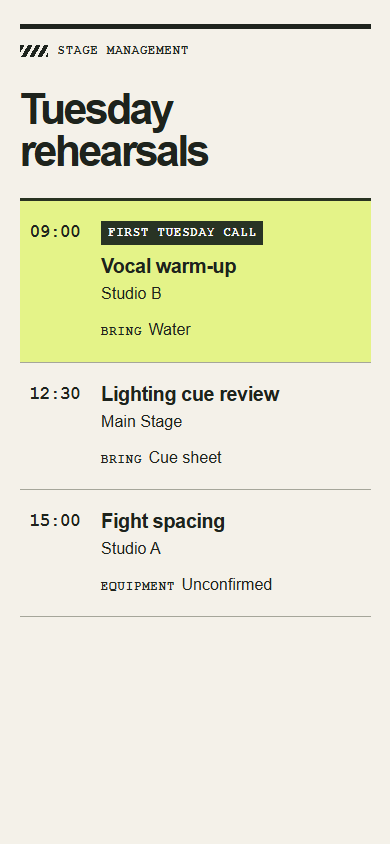 STAGE MANAGEMENT
Tuesday
rehearsals
09:00
FIRST TUESDAY CALL
Vocal warm-up
Studio B
BRING Water
12:30
Lighting cue review
Main Stage
BRING Cue sheet
15:00
Fight spacing
Studio A
EQUIPMENT Unconfirmed